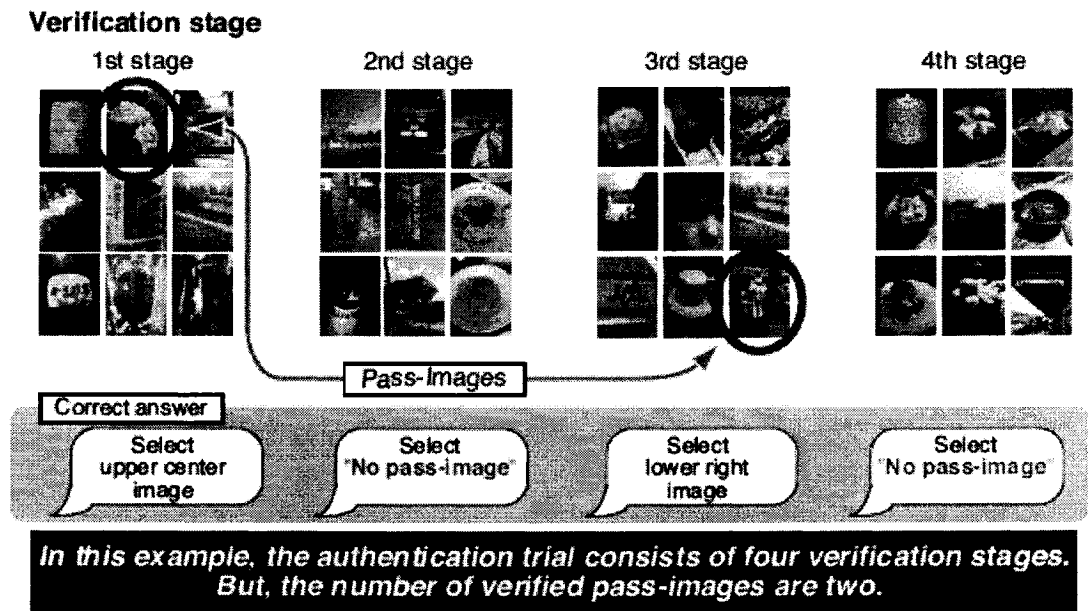 Verification stage
1st stage
2nd stage
3rd stage
4th stage
Pass-Images
Correct answer
Select
upper center
image
Select
"No pass-image"
Select
lower right
image
Select
"No pass-image"
In this example, the authentication trial consists of four verification stages.
But, the number of verified pass-images are two.